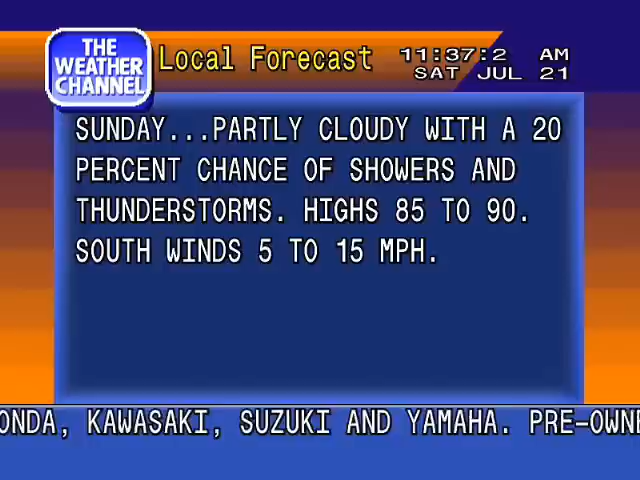 THE
WEATHER
CHANNEL
Local Forecast
11:37:2 AM
SAT JUL 21
SUNDAY...PARTLY CLOUDY WITH A 20
PERCENT CHANCE OF SHOWERS AND
THUNDERSTORMS. HIGHS 85 TO 90.
SOUTH WINDS 5 TO 15 MPH.
ONDA, KAWASAKI, SUZUKI AND YAMAHA. PRE-OWNE